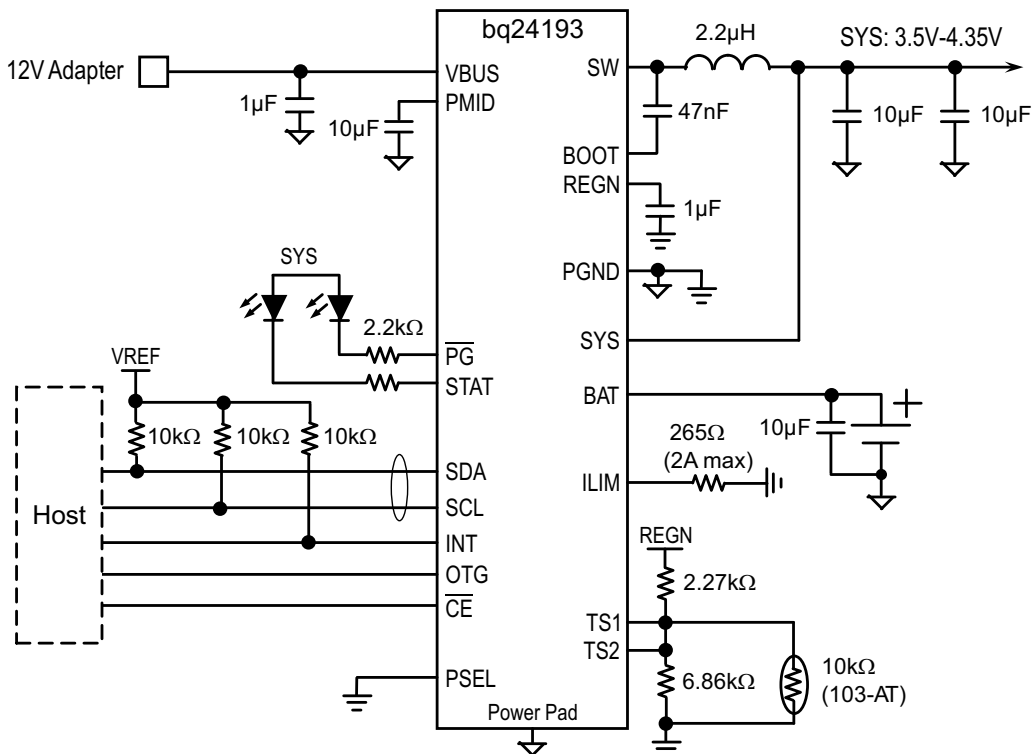 bq24193
2.2µH
SYS: 3.5V-4.35V
12V Adapter
VBUS
SW
1µF
PMID
10µF
47nF
10µF
10µF
BOOT
REGN
1µF
SYS
PGND
2.2kΩ
SYS
VREF
PG
STAT
BAT
10kΩ
10kΩ
10kΩ
265Ω
(2A max)
10µF
SDA
ILIM
Host
SCL
INT
REGN
OTG
2.27kΩ
CE
TS1
TS2
PSEL
6.86kΩ
10kΩ
(103-AT)
Power Pad